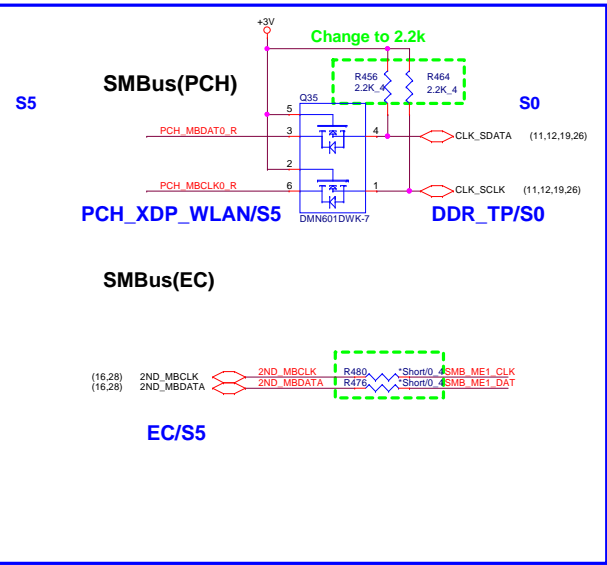 +3V
Change to 2.2k
SMBus(PCH)
R456
2.2K_4
R464
2.2K_4
S5
Q35
S0
5
PCH_MBDAT0_R
3
4
CLK_SDATA (11,12,19,26)
2
PCH_MBCLK0_R
6
1
CLK_SCLK (11,12,19,26)
PCH_XDP_WLAN/S5
DMN601DWK-7
DDR_TP/S0
SMBus(EC)
(16,28) 2ND_MBCLK 2ND_MBCLK R480 *Short/0_4 SMB_ME1_CLK
(16,28) 2ND_MBDATA 2ND_MBDATA R476 *Short/0_4 SMB_ME1_DAT
EC/S5